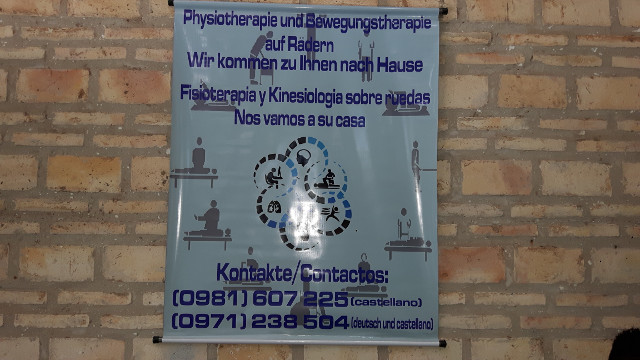 Physiotherapie und Bewegungstharapie
auf Rädern
Wir kommen zu Ihnen nach Hause
Fisioterapia y Kinesiologia sobre ruedas
Nos vamos a su casa
Kontakte/Contactos:
(0981) 607 225 (castellano)
(0971) 238 504 (deutsch und castellano)